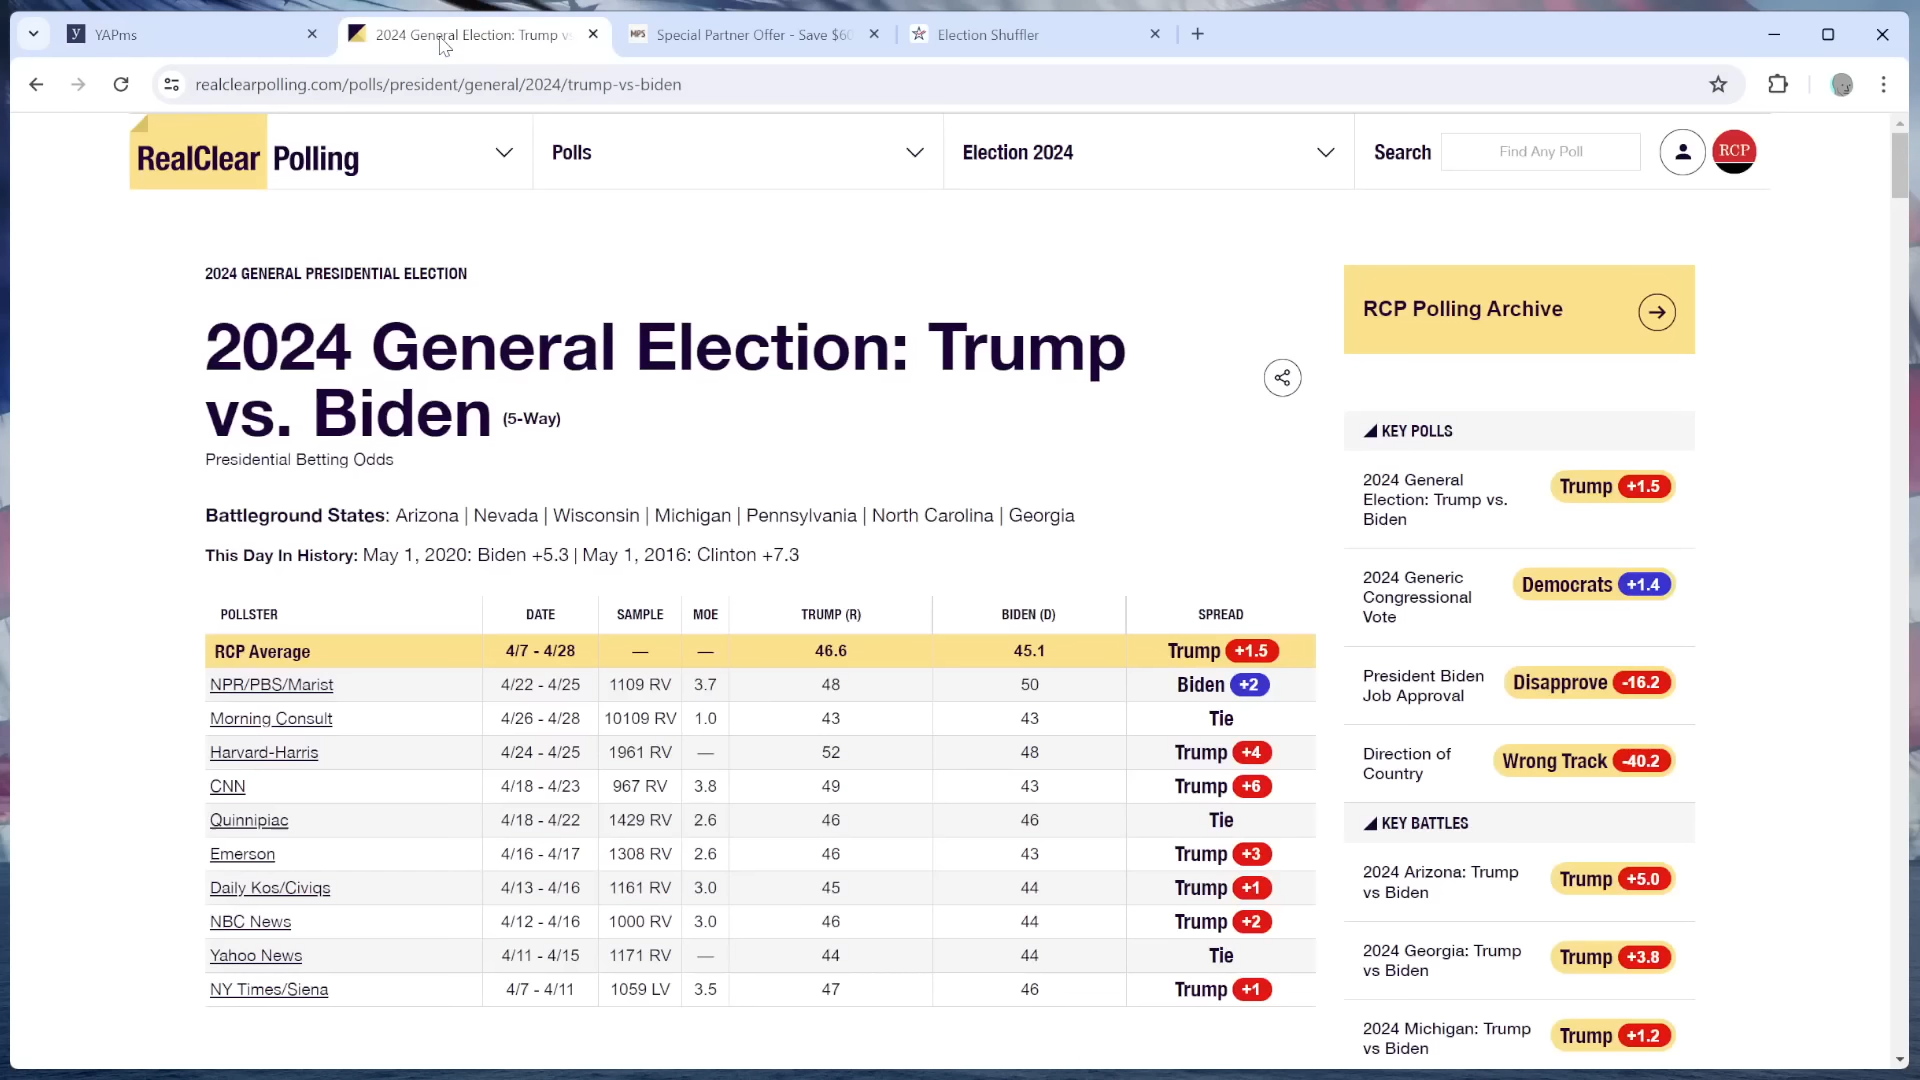 YAPms
2024 General Election: Trump vs
Special Partner Offer - Save $60
Election Shuffler
realclearpolling.com/polls/president/general/2024/trump-vs-biden
RealClear Polling
Polls
Election 2024
Search
Find Any Poll
RCP
2024 GENERAL PRESIDENTIAL ELECTION
2024 General Election: Trump
vs. Biden (5-Way)
Presidential Betting Odds
Battleground States: Arizona | Nevada | Wisconsin | Michigan | Pennsylvania | North Carolina | Georgia
This Day In History: May 1, 2020: Biden +5.3 | May 1, 2016: Clinton +7.3
POLLSTER DATE SAMPLE MOE TRUMP (R) BIDEN (D) SPREAD
RCP Average 4/7 - 4/28 — — 46.6 45.1 Trump +1.5
NPR/PBS/Marist 4/22 - 4/25 1109 RV 3.7 48 50 Biden +2
Morning Consult 4/26 - 4/28 10109 RV 1.0 43 43 Tie
Harvard-Harris 4/24 - 4/25 1961 RV — 52 48 Trump +4
CNN 4/18 - 4/23 967 RV 3.8 49 43 Trump +6
Quinnipiac 4/18 - 4/22 1429 RV 2.6 46 46 Tie
Emerson 4/16 - 4/17 1308 RV 2.6 46 43 Trump +3
Daily Kos/Civiqs 4/13 - 4/16 1161 RV 3.0 45 44 Trump +1
NBC News 4/12 - 4/16 1000 RV 3.0 46 44 Trump +2
Yahoo News 4/11 - 4/15 1171 RV — 44 44 Tie
NY Times/Siena 4/7 - 4/11 1059 LV 3.5 47 46 Trump +1
RCP Polling Archive
KEY POLLS
2024 General
Election: Trump vs.
Biden
Trump +1.5
2024 Generic
Congressional
Vote
Democrats +1.4
President Biden
Job Approval
Disapprove -16.2
Direction of
Country
Wrong Track -40.2
KEY BATTLES
2024 Arizona: Trump
vs Biden
Trump +5.0
2024 Georgia: Trump
vs Biden
Trump +3.8
2024 Michigan: Trump
vs Biden
Trump +1.2